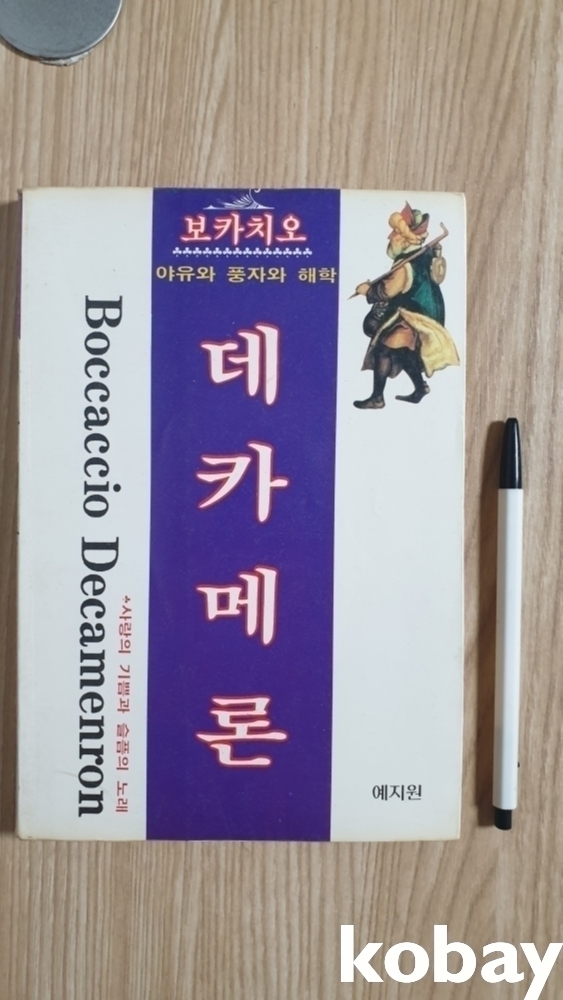 보카치오
야유와 풍자와 해학
데카메론
Boccaccio Decamenron
사랑의 기쁨과 슬픔의 노래
예지원
kobay